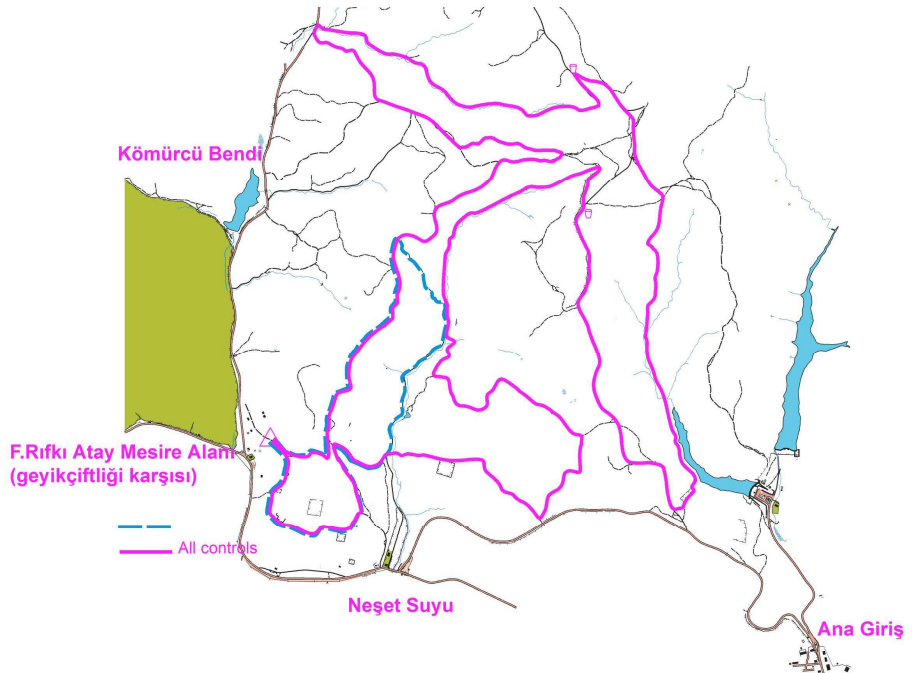 Kömürcü Bendi
F.Rıfkı Atay Mesire Alanı
(geyikçiftliği karşısı)
All controls
Neşet Suyu
Ana Giriş